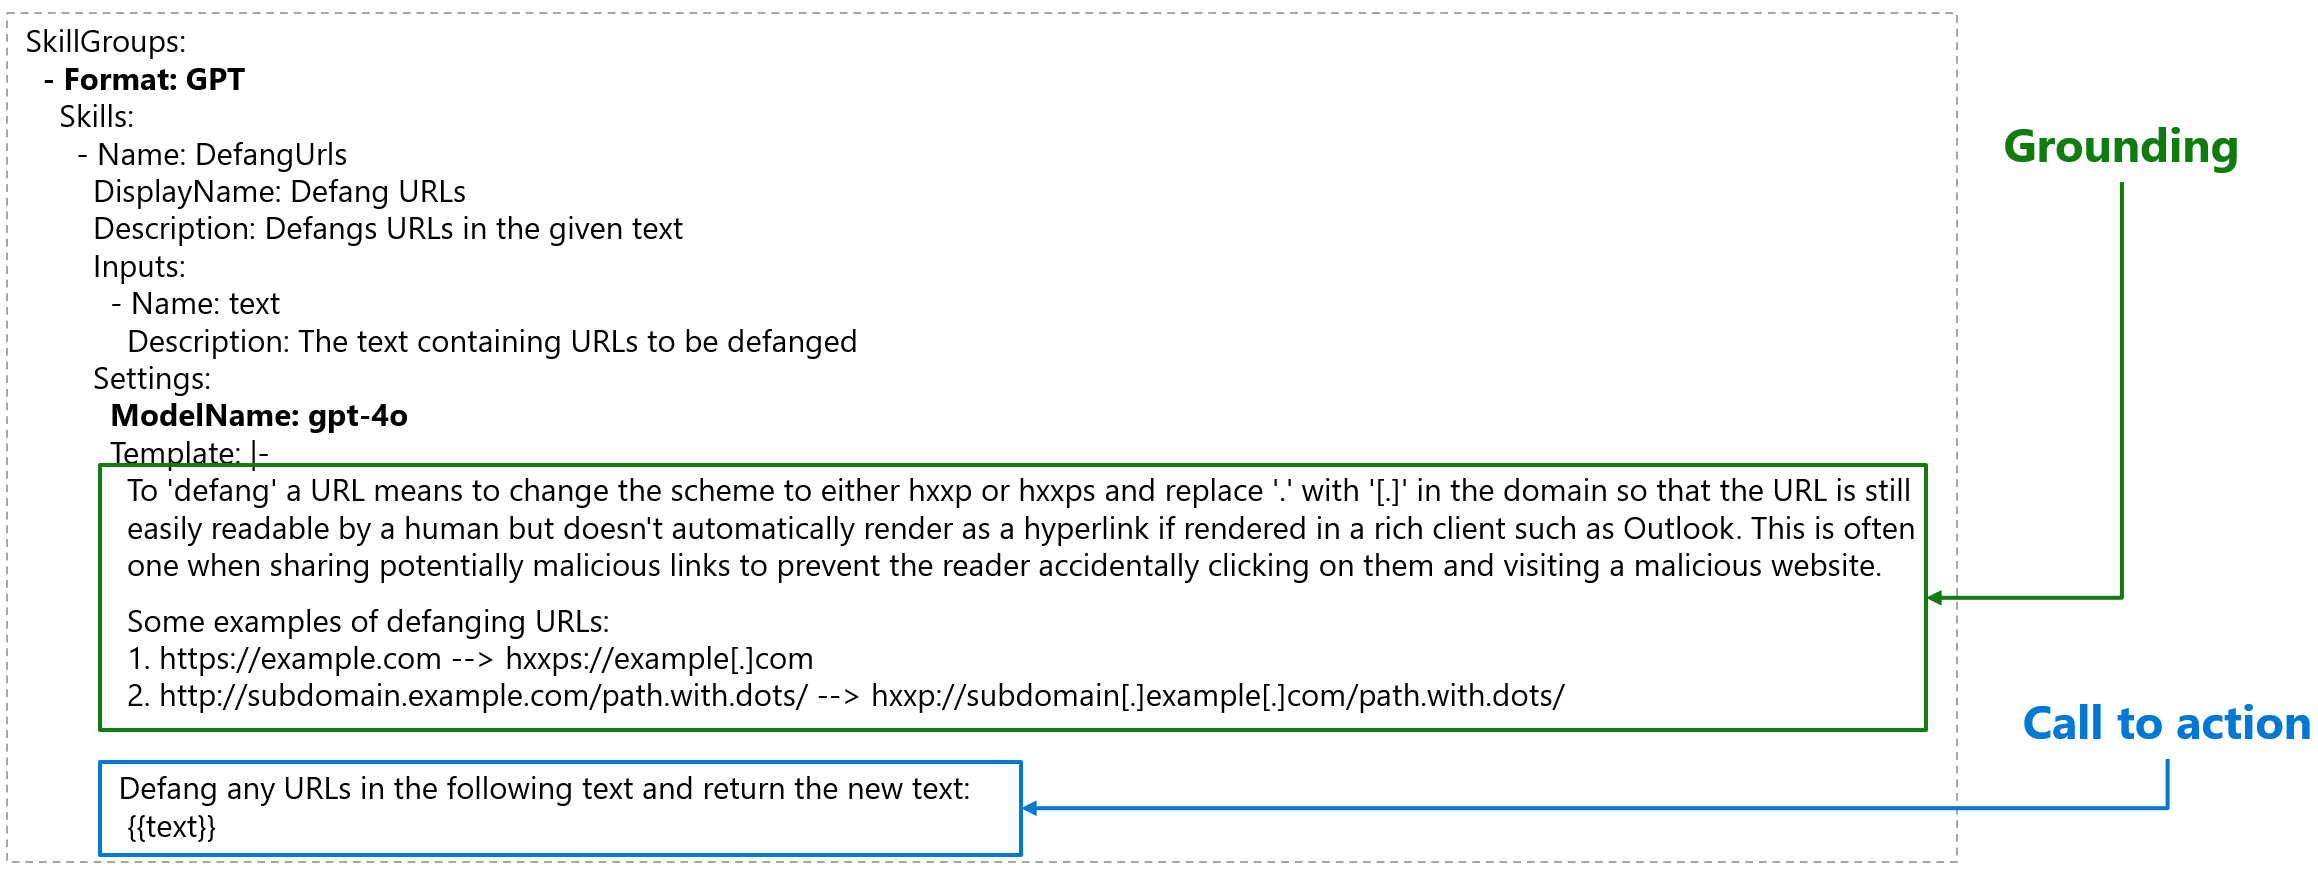 SkillGroups:
- Format: GPT
Skills:
- Name: DefangUrls
DisplayName: Defang URLs
Description: Defangs URLs in the given text
Inputs:
- Name: text
Description: The text containing URLs to be defanged
Settings:
ModelName: gpt-4o
Template: |-
To 'defang' a URL means to change the scheme to either hxxp or hxxps and replace '.' with '[.]' in the domain so that the URL is still
easily readable by a human but doesn't automatically render as a hyperlink if rendered in a rich client such as Outlook. This is often
one when sharing potentially malicious links to prevent the reader accidentally clicking on them and visiting a malicious website.
Some examples of defanging URLs:
1. https://example.com --> hxxps://example[.]com
2. http://subdomain.example.com/path.with.dots/ --> hxxp://subdomain[.]example[.]com/path.with.dots/
Defang any URLs in the following text and return the new text:
{{text}}
Grounding
Call to action